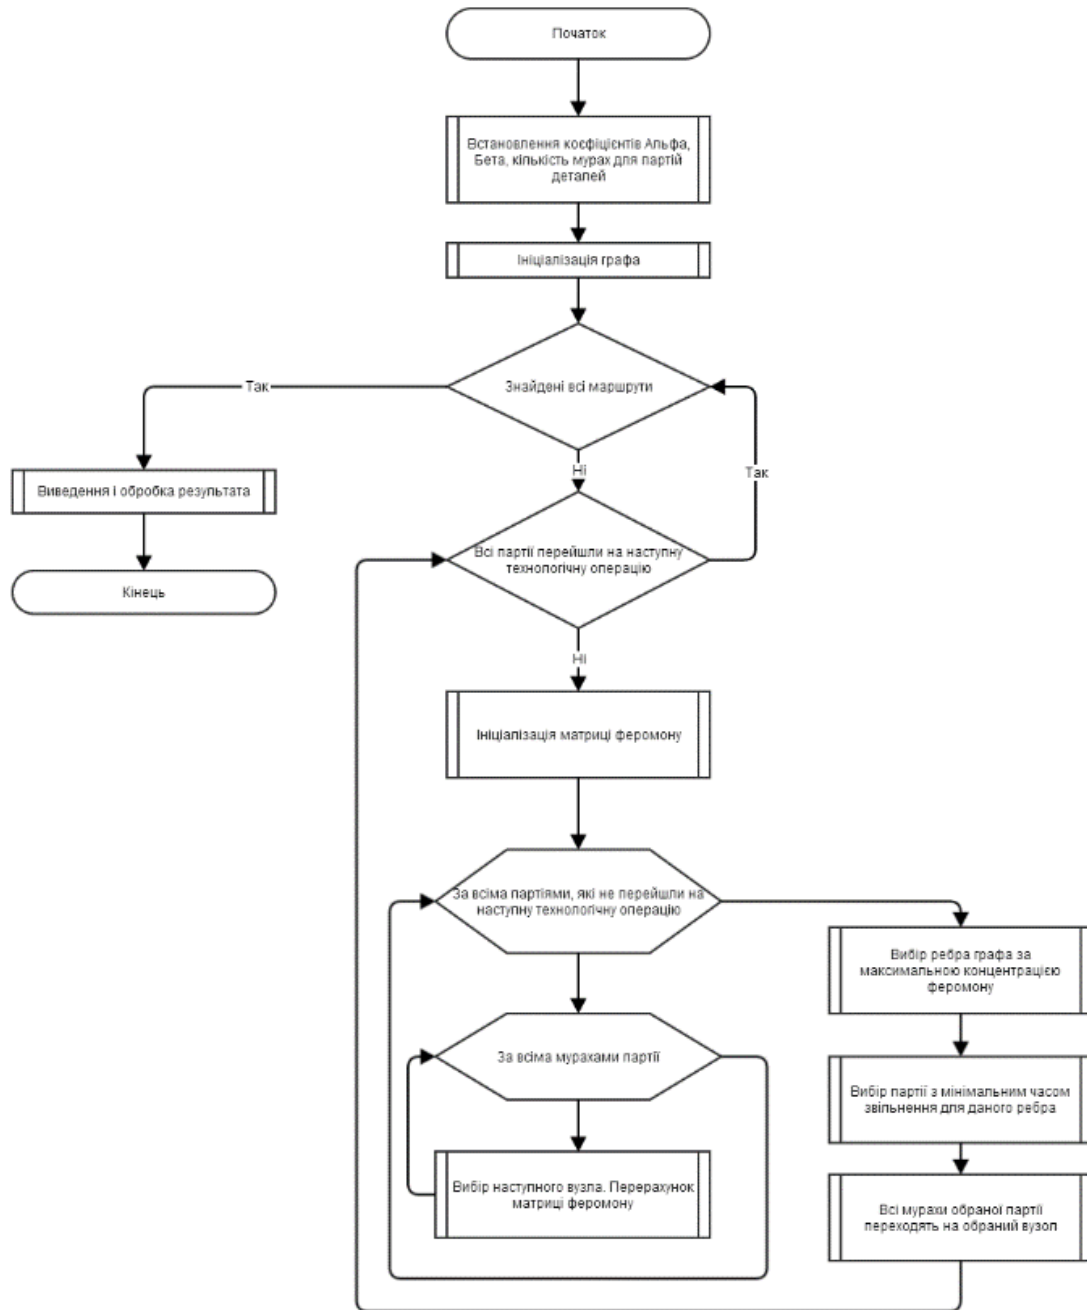 Початок
Встановлення коефіцієнтів Альфа,
Бета, кількість мурах для партій
деталей
Ініціалізація графа
Знайдені всі маршрути
Так
Ні
Так
Виведення і обробка результата
Всі партії перейшли на наступну
технологічну операцію
Кінець
Ні
Ініціалізація матриці феромону
За всіма партіями, які не перейшли на
наступну технологічну операцію
Вибір ребра графа за
максимальною концентрацією
феромону
За всіма мурахами партії
Вибір партії з мінімальним часом
звільнення для даного ребра
Вибір наступного вузла. Перерахунок
матриці феромону
Всі мурахи обраної партії
переходять на обраний вузол